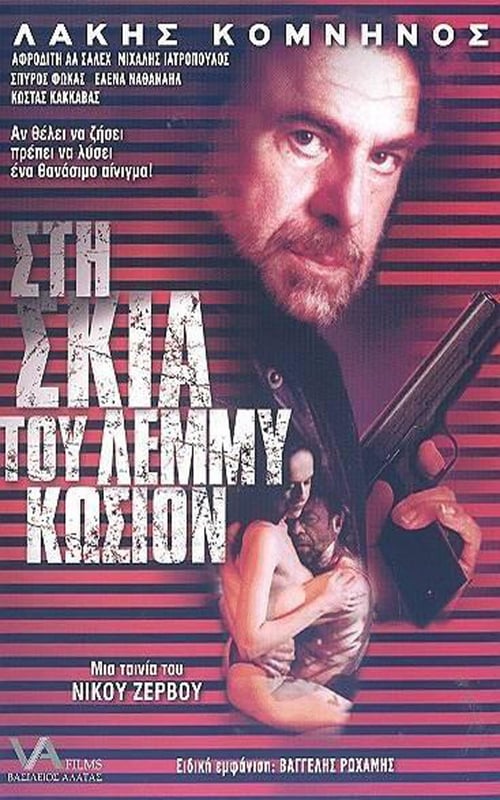 ΛΑΚΗΣ ΚΟΜΝΗΝΟΣ
ΑΦΡΟΔΙΤΗ ΑΛ ΣΑΛΕΧ ΜΙΧΑΛΗΣ ΙΑΤΡΟΠΟΥΛΟΣ
ΣΠΥΡΟΣ ΦΩΚΑΣ ΕΛΕΝΑ ΝΑΘΑΝΑΗΛ
ΚΩΣΤΑΣ ΚΑΚΚΑΒΑΣ
Αν θέλει να ζήσει
πρέπει να λύσει
ένα θανάσιμο αίνιγμα!
ΣΤΗ
ΣΚΙΑ
ΤΟΥ ΛΕΜΜΥ
ΚΩΣΙΟΝ
Μια ταινία του
ΝΙΚΟΥ ΖΕΡΒΟΥ
VA FILMS
ΒΑΣΙΛΕΙΟΣ ΑΛΑΤΑΣ
Ειδική εμφάνιση: ΒΑΓΓΕΛΗΣ ΡΩΧΑΜΗΣ